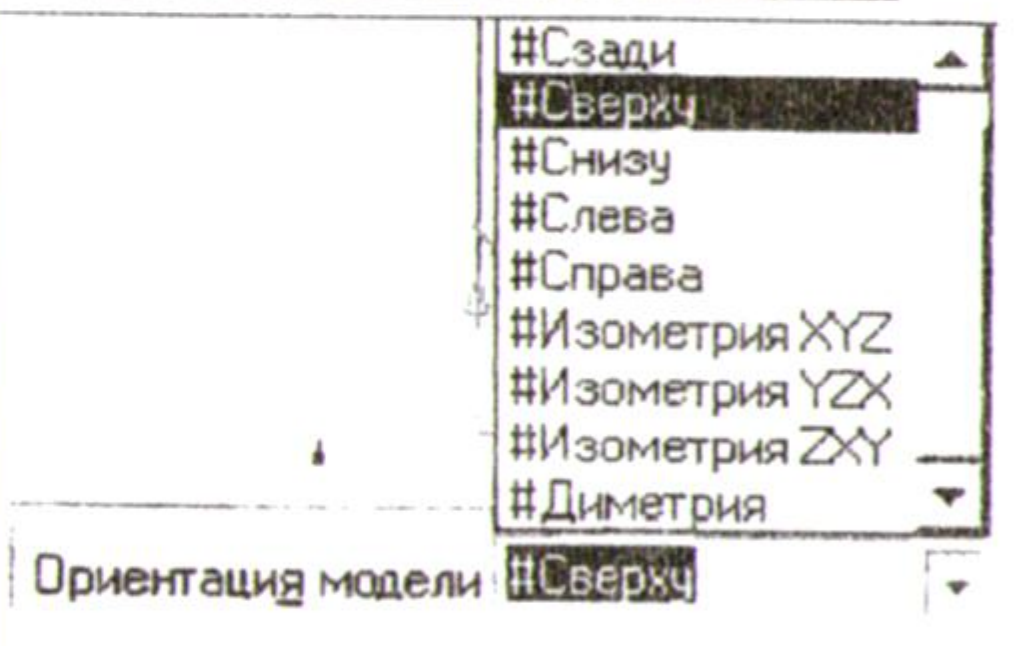 #Сзади
#Сверху
#Снизу
#Слева
#Справа
#Изометрия XYZ
#Изометрия YZX
#Изометрия ZXY
#Диметрия
Ориентация модели #Сверху